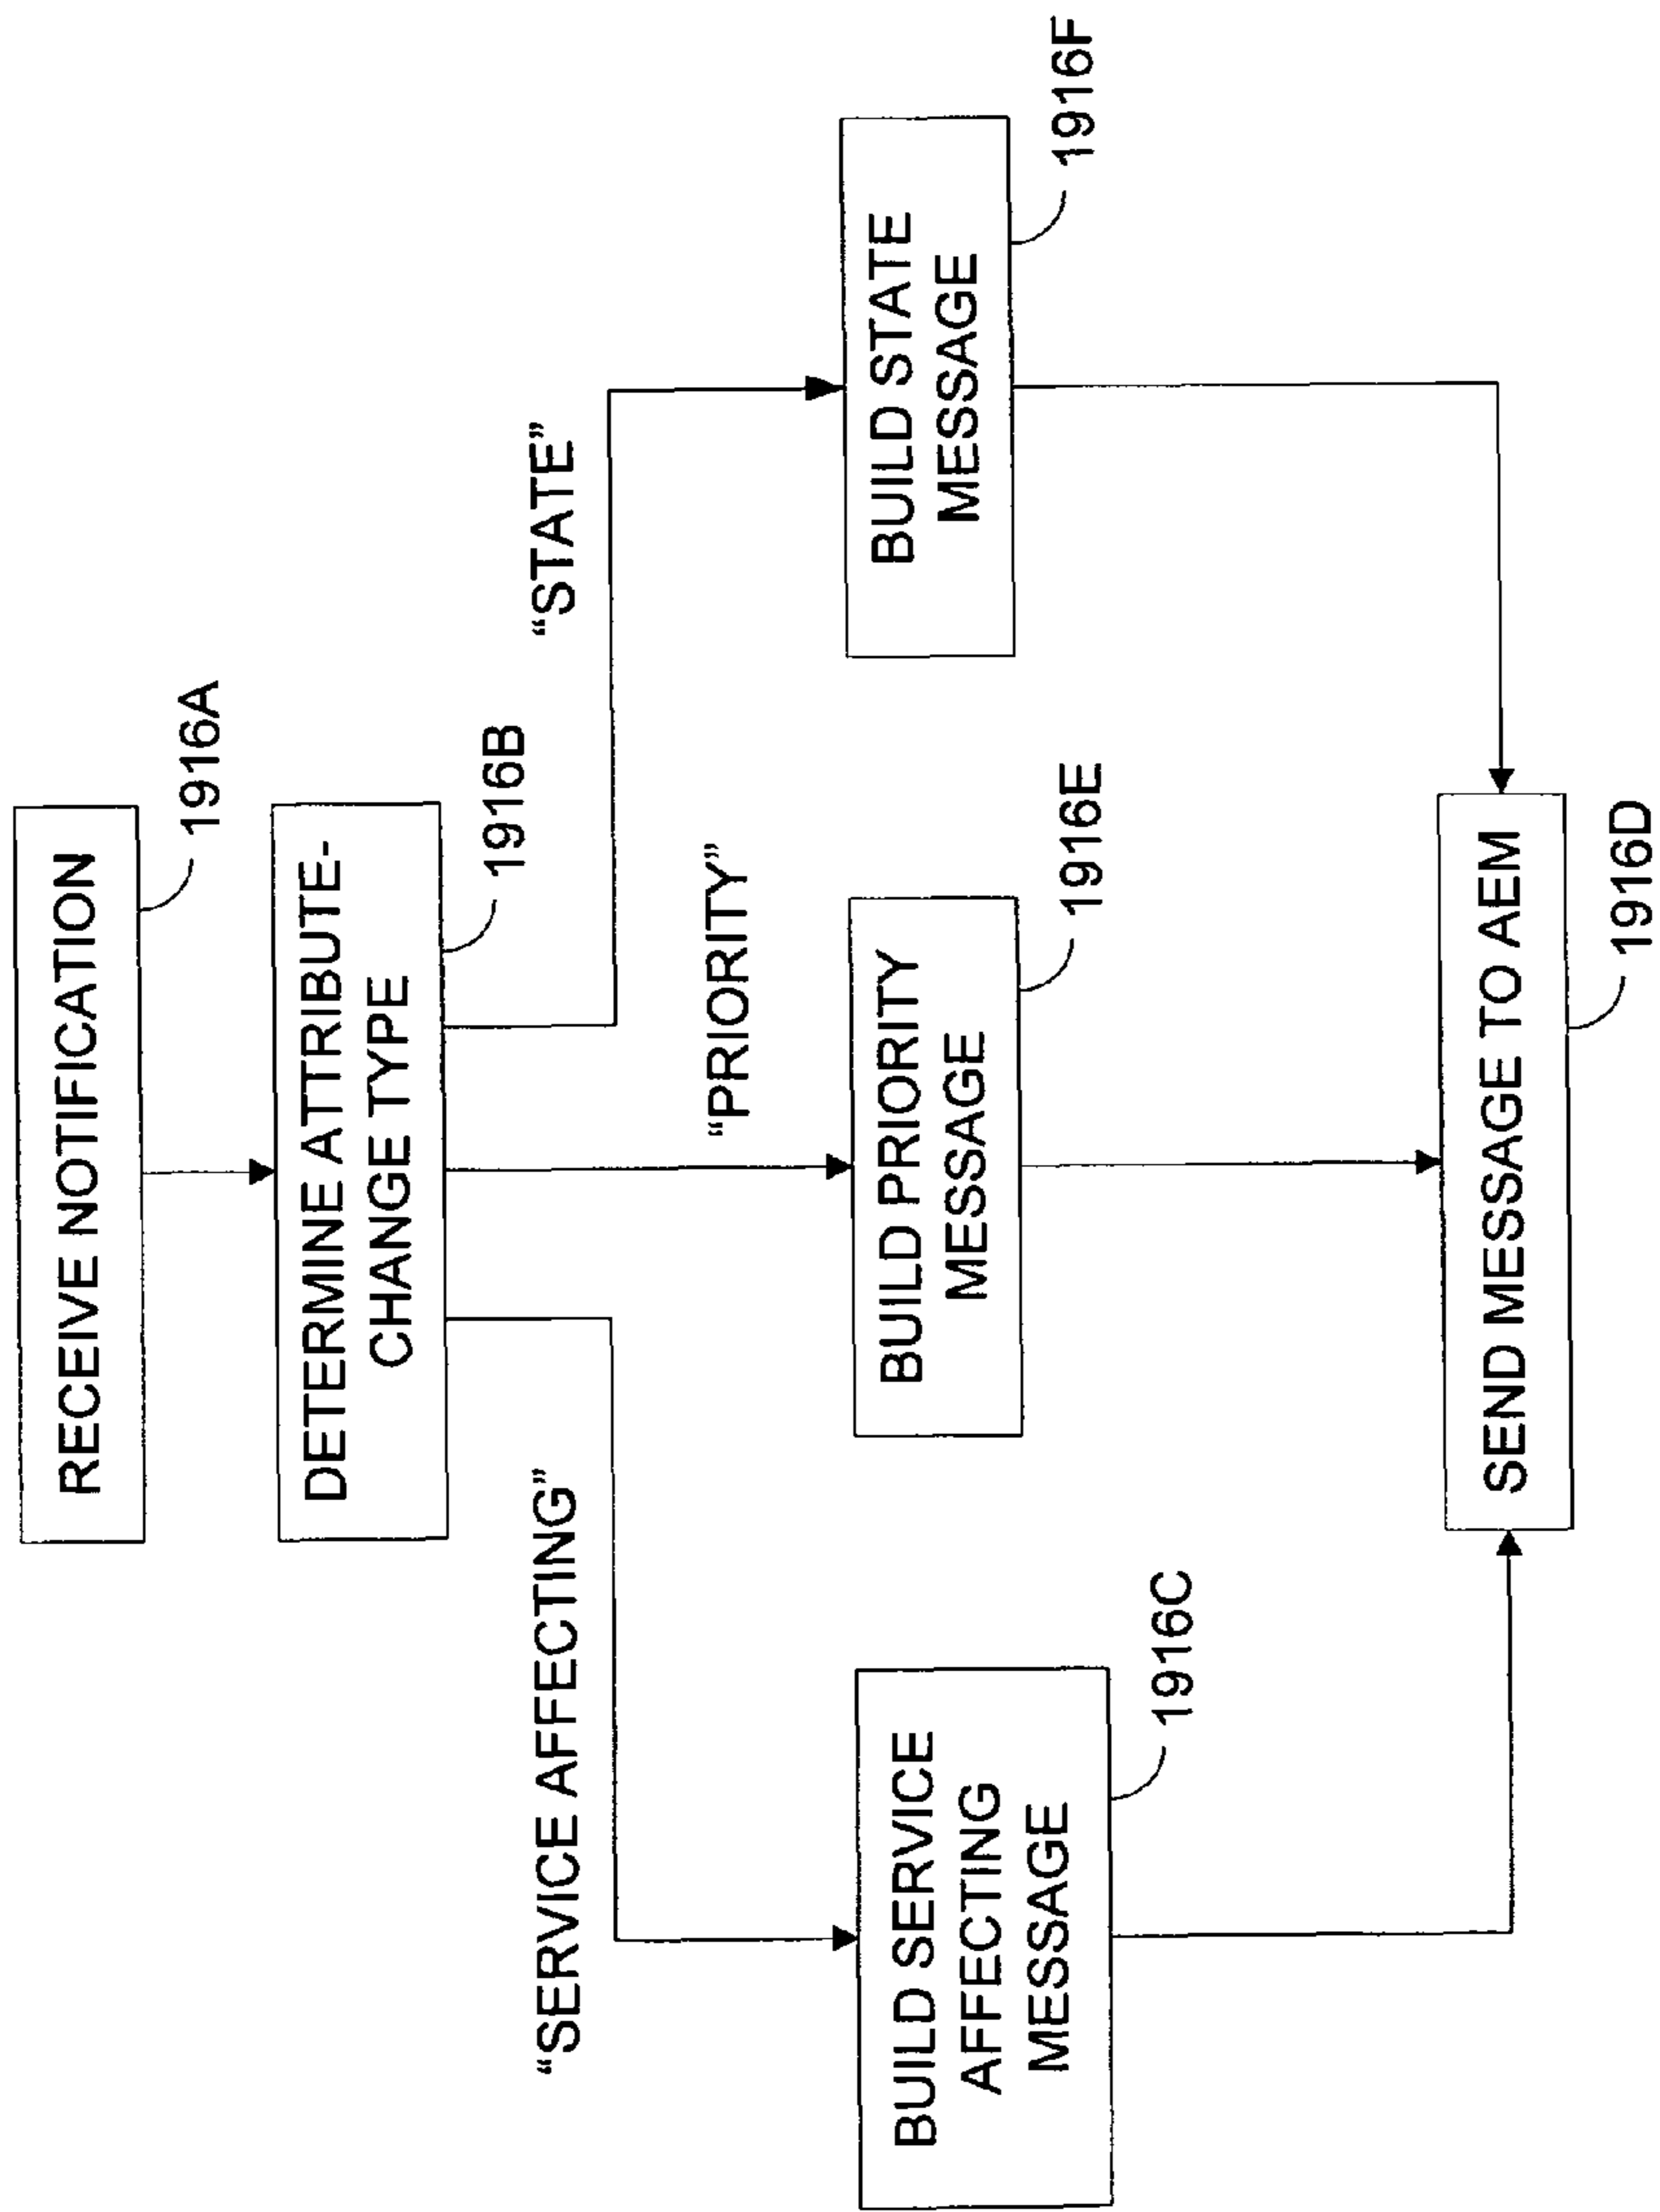 RECEIVE NOTIFICATION
1916A
DETERMINE ATTRIBUTE-
CHANGE TYPE
1916B
“SERVICE AFFECTING”
“PRIORITY”
“STATE”
BUILD SERVICE
AFFECTING
MESSAGE
1916C
BUILD PRIORITY
MESSAGE
1916E
BUILD STATE
MESSAGE
1916F
SEND MESSAGE TO AEM
1916D